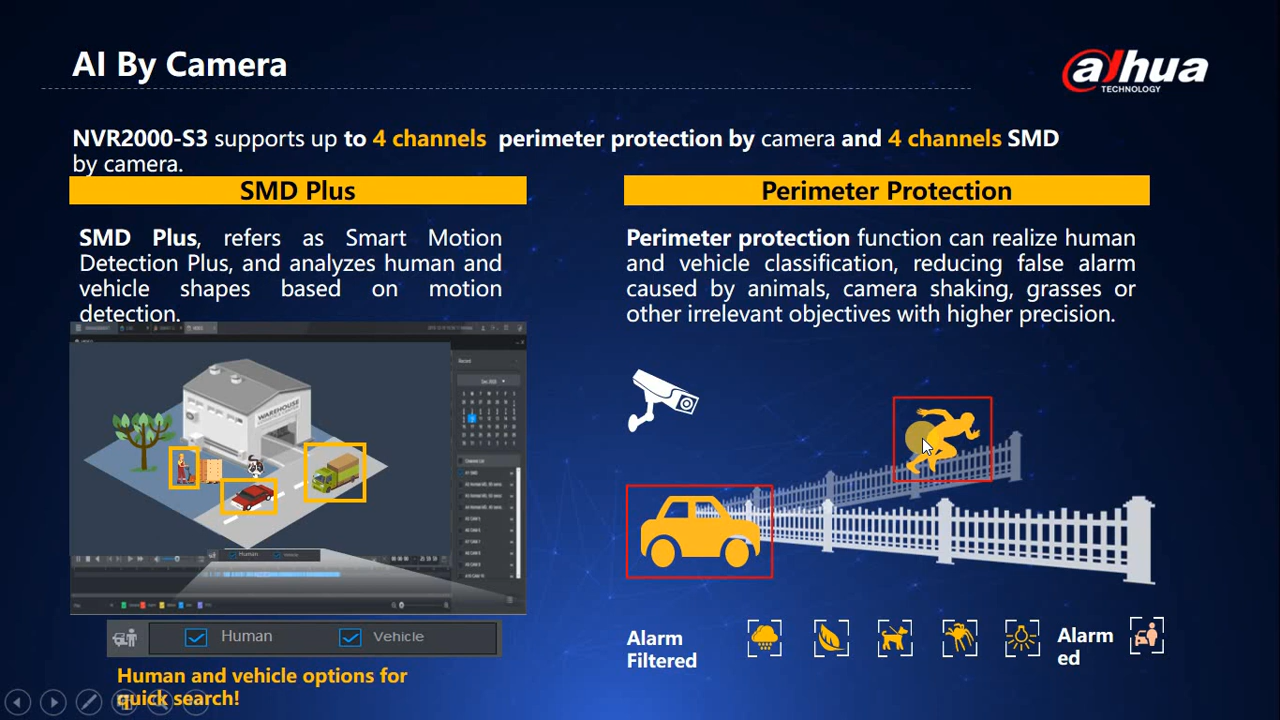 AI By Camera
alhua
TECHNOLOGY
NVR2000-S3 supports up to 4 channels perimeter protection by camera and 4 channels SMD
by camera.
SMD Plus
SMD Plus, refers as Smart Motion
Detection Plus, and analyzes human and
vehicle shapes based on motion
detection.
WAREHOUSE
Human
Human
Vehicle
Human and vehicle options for
quick search!
Perimeter Protection
Perimeter protection function can realize human
and vehicle classification, reducing false alarm
caused by animals, camera shaking, grasses or
other irrelevant objectives with higher precision.
Alarm
Filtered
Alarm
ed